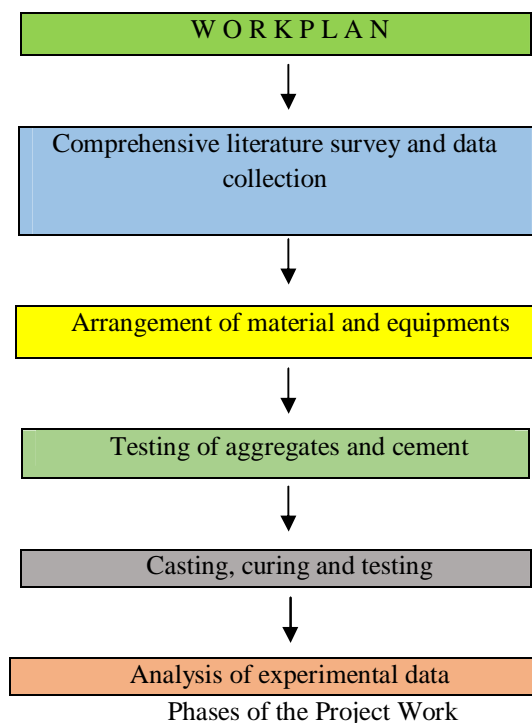 W O R K P L A N
Comprehensive literature survey and data
collection
Arrangement of material and equipments
Testing of aggregates and cement
Casting, curing and testing
Analysis of experimental data
Phases of the Project Work